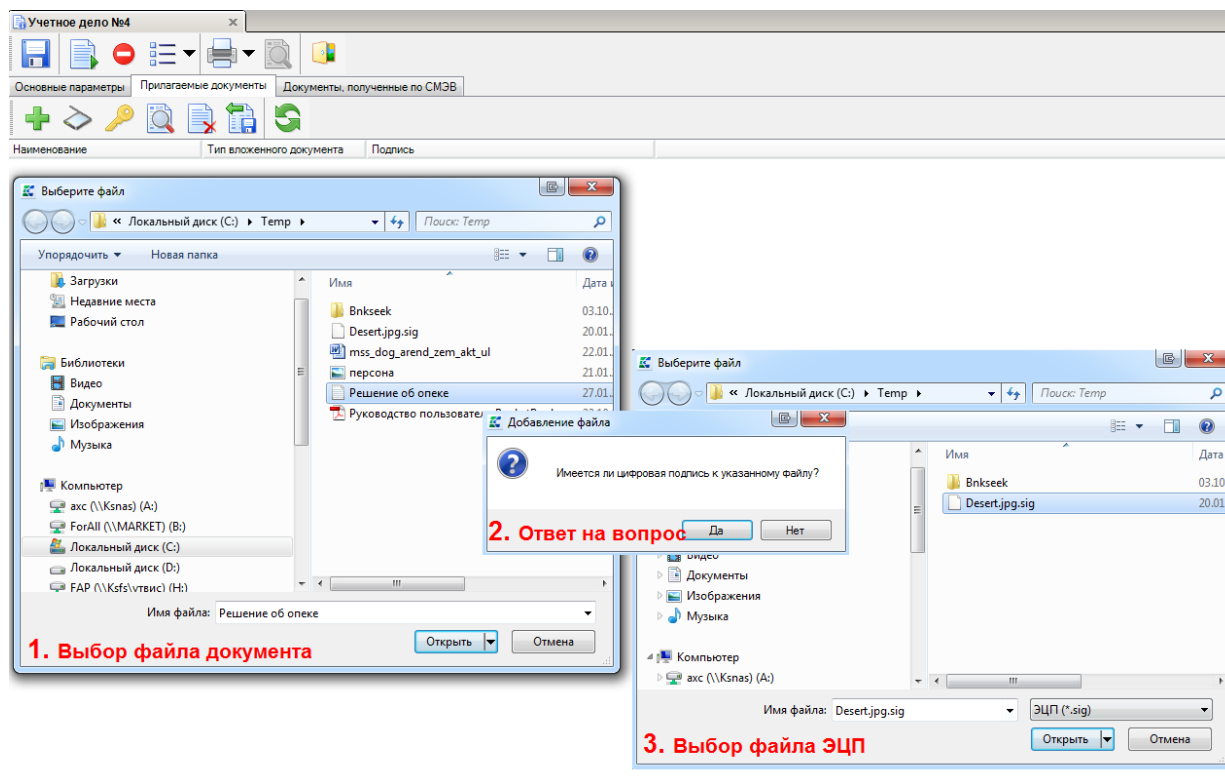 Учетное дело №4
Основные параметры Прилагаемые документы Документы, полученные по СМЭВ
Наименование Тип вложенного документа Подпись
Выберите файл
« Локальный диск (C:) Temp Поиск: Temp
Упорядочить Новая папка
Загрузки
Недавние места
Рабочий стол
Библиотеки
Видео
Документы
Изображения
Музыка
Компьютер
axc (\\Ksnas) (A:)
ForAll (\\MARKET) (B:)
Локальный диск (C:)
Локальный диск (D:)
FAP (\\Ksfs\утвис) (H:)
Имя Дата
Bnkseek 03.10.
Desert.jpg.sig 20.01.
mss_dog_arend_zem_akt_ul 22.01.
персона 21.01.
Решение об опеке 27.01.
Руководство пользовател
Имя файла: Решение об опеке
Открыть Отмена
1. Выбор файла документа
Добавление файла
Имеется ли цифровая подпись к указанному файлу?
2. Ответ на вопрос Да Нет
Выберите файл
« Локальный диск (C:) Temp Поиск: Temp
Имя Дата
Bnkseek 03.10
Desert.jpg.sig 20.01
Видео
Документы
Изображения
Музыка
Компьютер
axc (\\Ksnas) (A:)
Имя файла: Desert.jpg.sig ЭЦП (*.sig)
Открыть Отмена
3. Выбор файла ЭЦП